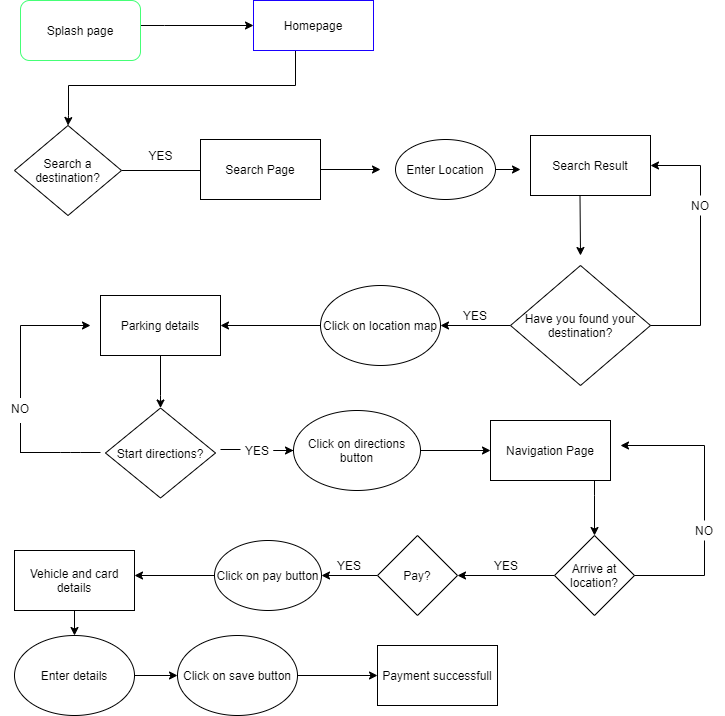 Splash page
Homepage
Search a
destination?
YES
Search Page
Enter Location
Search Result
NO
Have you found your
destination?
YES
Click on location map
Parking details
NO
Start directions?
YES
Click on directions
button
Navigation Page
NO
Arrive at
location?
YES
Pay?
YES
Click on pay button
Vehicle and card
details
Enter details
Click on save button
Payment successfull